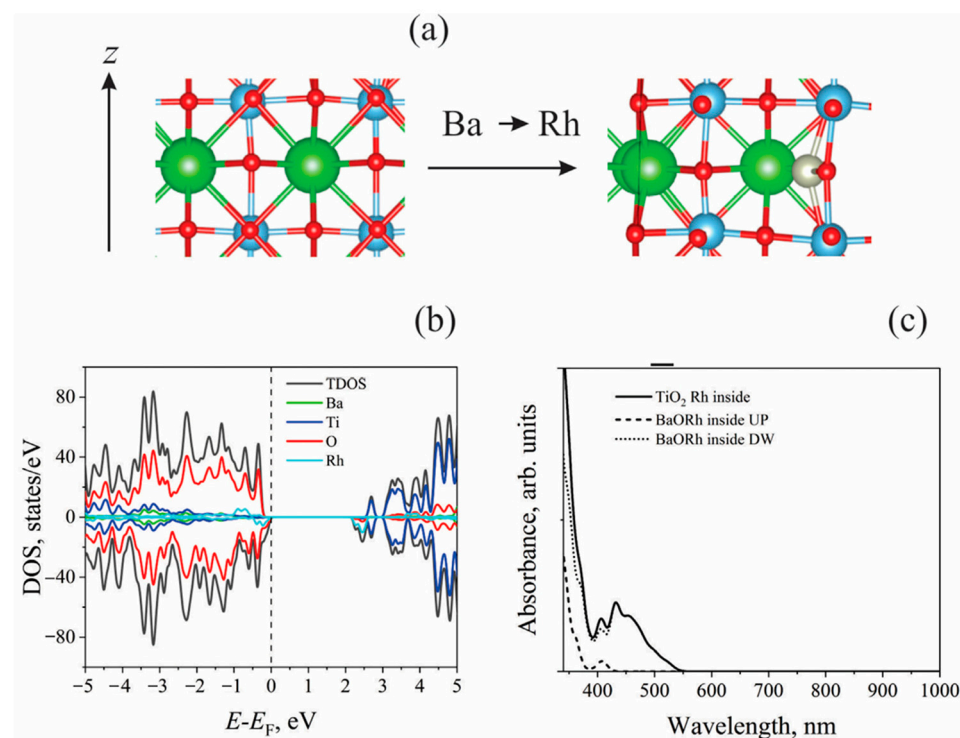 (a)
z
Ba → Rh
(b)
(c)
DOS, states/eV
80
40
0
−40
−80
TDOS
Ba
Ti
O
Rh
−5 −4 −3 −2 −1 0 1 2 3 4 5
E-E_F, eV
Absorbance, arb. units
TiO₂ Rh inside
BaORh inside UP
BaORh inside DW
400 500 600 700 800 900 1000
Wavelength, nm